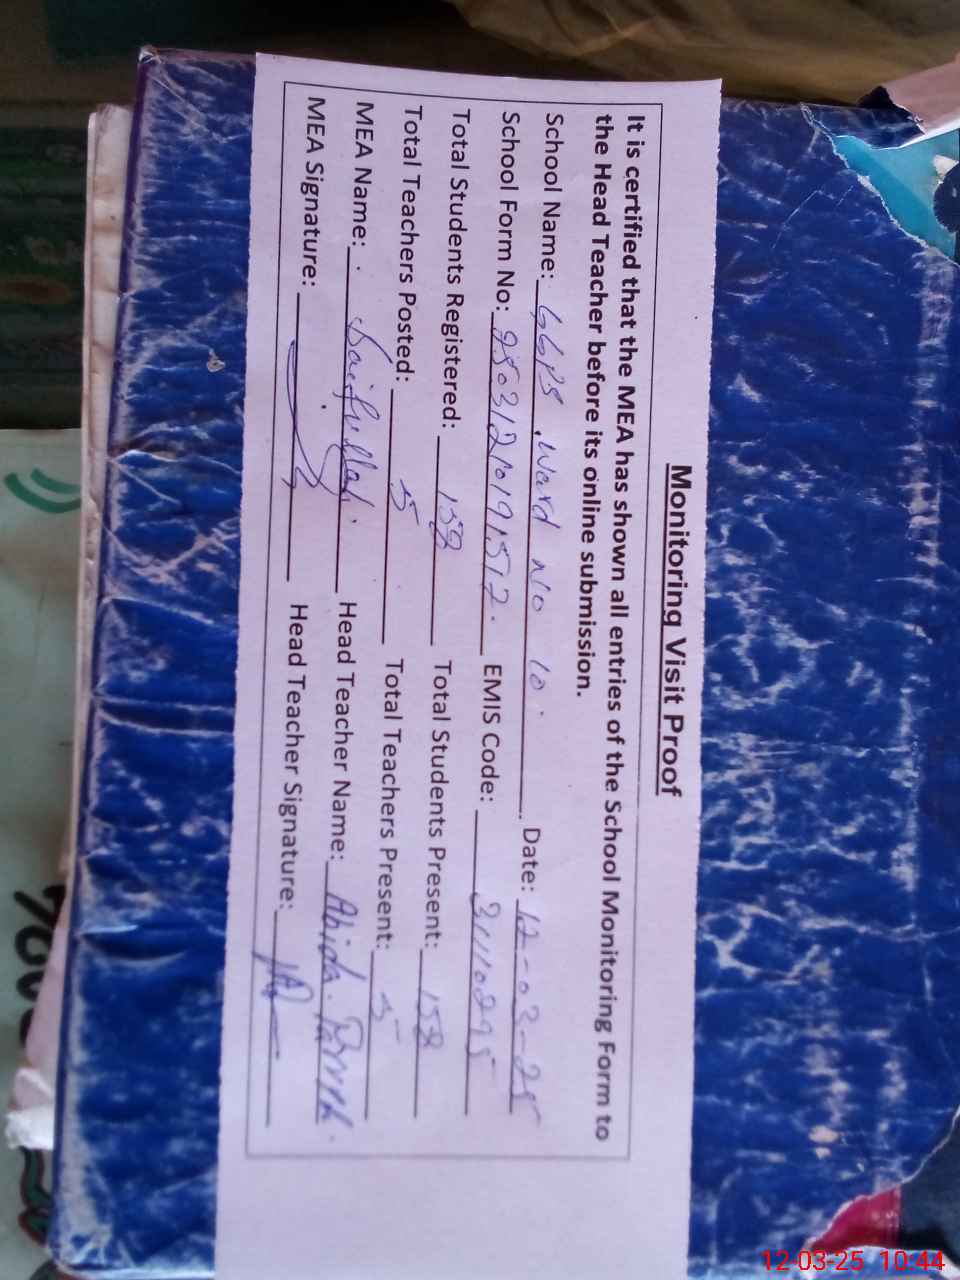 Monitoring Visit Proof
It is certified that the MEA has shown all entries of the School Monitoring Form to
the Head Teacher before its online submission.
School Name: GGPS Ward No 10. Date: 12-03-25
School Form No: EMIS Code: 31110295
Total Students Registered: 158 Total Students Present: 158
Total Teachers Posted: 5 Total Teachers Present: 5
MEA Name: Saifullah. Head Teacher Name: Abida
MEA Signature: Head Teacher Signature:
12-03-25 10:44